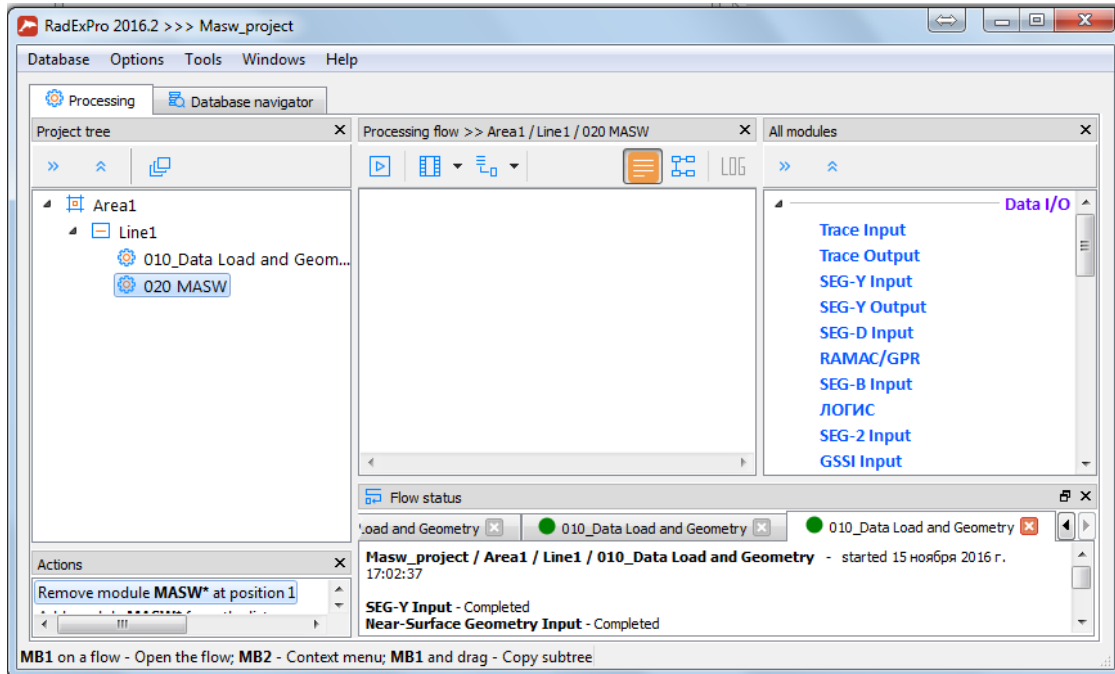 RadExPro 2016.2 >>> Masw_project
Database Options Tools Windows Help
Processing Database navigator
Project tree
Area1
Line1
010_Data Load and Geom...
020 MASW
Processing flow >> Area1 / Line1 / 020 MASW
LOG
All modules
Data I/O
Trace Input
Trace Output
SEG-Y Input
SEG-Y Output
SEG-D Input
RAMAC/GPR
SEG-B Input
ЛОГИС
SEG-2 Input
GSSI Input
Flow status
Load and Geometry 010_Data Load and Geometry 010_Data Load and Geometry
Masw_project / Area1 / Line1 / 010_Data Load and Geometry - started 15 ноября 2016 г.
17:02:37
SEG-Y Input - Completed
Near-Surface Geometry Input - Completed
Actions
Remove module MASW* at position 1
MB1 on a flow - Open the flow; MB2 - Context menu; MB1 and drag - Copy subtree